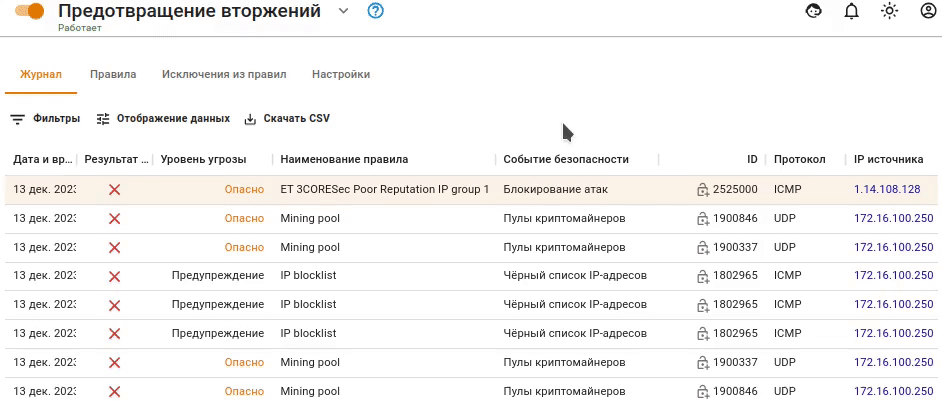 Предотвращение вторжений
Работает
Журнал Правила Исключения из правил Настройки
Фильтры Отображение данных Скачать CSV
Дата и вр... Результат ... Уровень угрозы Наименование правила Событие безопасности ID Протокол IP источника
13 дек. 2023 Опасно ET 3CORESec Poor Reputation IP group 1 Блокирование атак 2525000 ICMP 1.14.108.128
13 дек. 2023 Опасно Mining pool Пулы криптомайнеров 1900846 UDP 172.16.100.250
13 дек. 2023 Опасно Mining pool Пулы криптомайнеров 1900337 UDP 172.16.100.250
13 дек. 2023 Предупреждение IP blocklist Чёрный список IP-адресов 1802965 ICMP 172.16.100.250
13 дек. 2023 Предупреждение IP blocklist Чёрный список IP-адресов 1802965 ICMP 172.16.100.250
13 дек. 2023 Предупреждение IP blocklist Чёрный список IP-адресов 1802965 ICMP 172.16.100.250
13 дек. 2023 Опасно Mining pool Пулы криптомайнеров 1900337 UDP 172.16.100.250
13 дек. 2023 Опасно Mining pool Пулы криптомайнеров 1900846 UDP 172.16.100.250